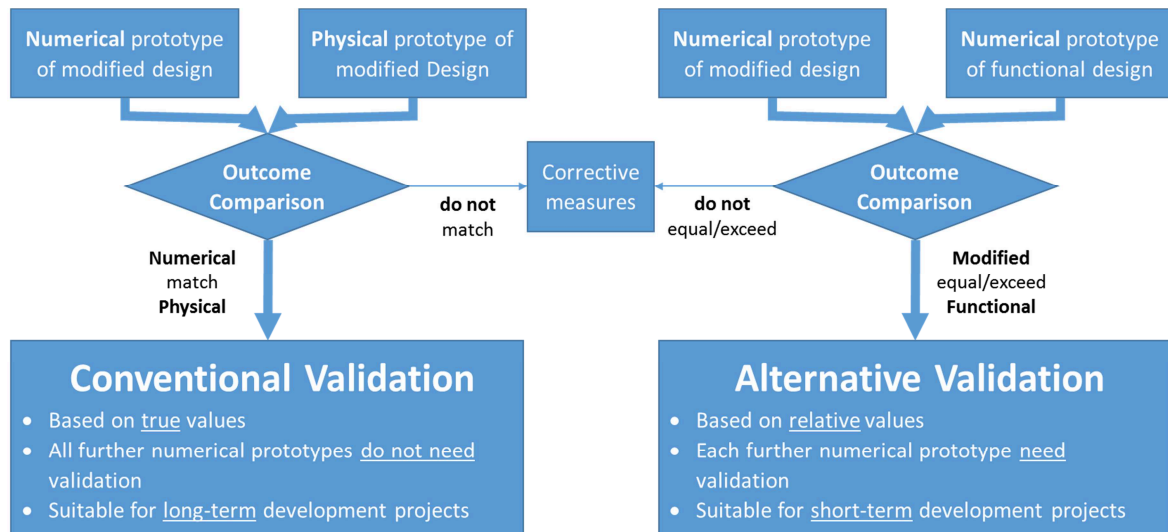 Numerical prototype
of modified design
Physical prototype of
modified Design
Numerical prototype
of modified design
Numerical prototype
of functional design
Outcome
Comparison
do not
match
Corrective
measures
do not
equal/exceed
Outcome
Comparison
Numerical
match
Physical
Modified
equal/exceed
Functional
Conventional Validation
• Based on true values
• All further numerical prototypes do not need
validation
• Suitable for long-term development projects
Alternative Validation
• Based on relative values
• Each further numerical prototype need
validation
• Suitable for short-term development projects